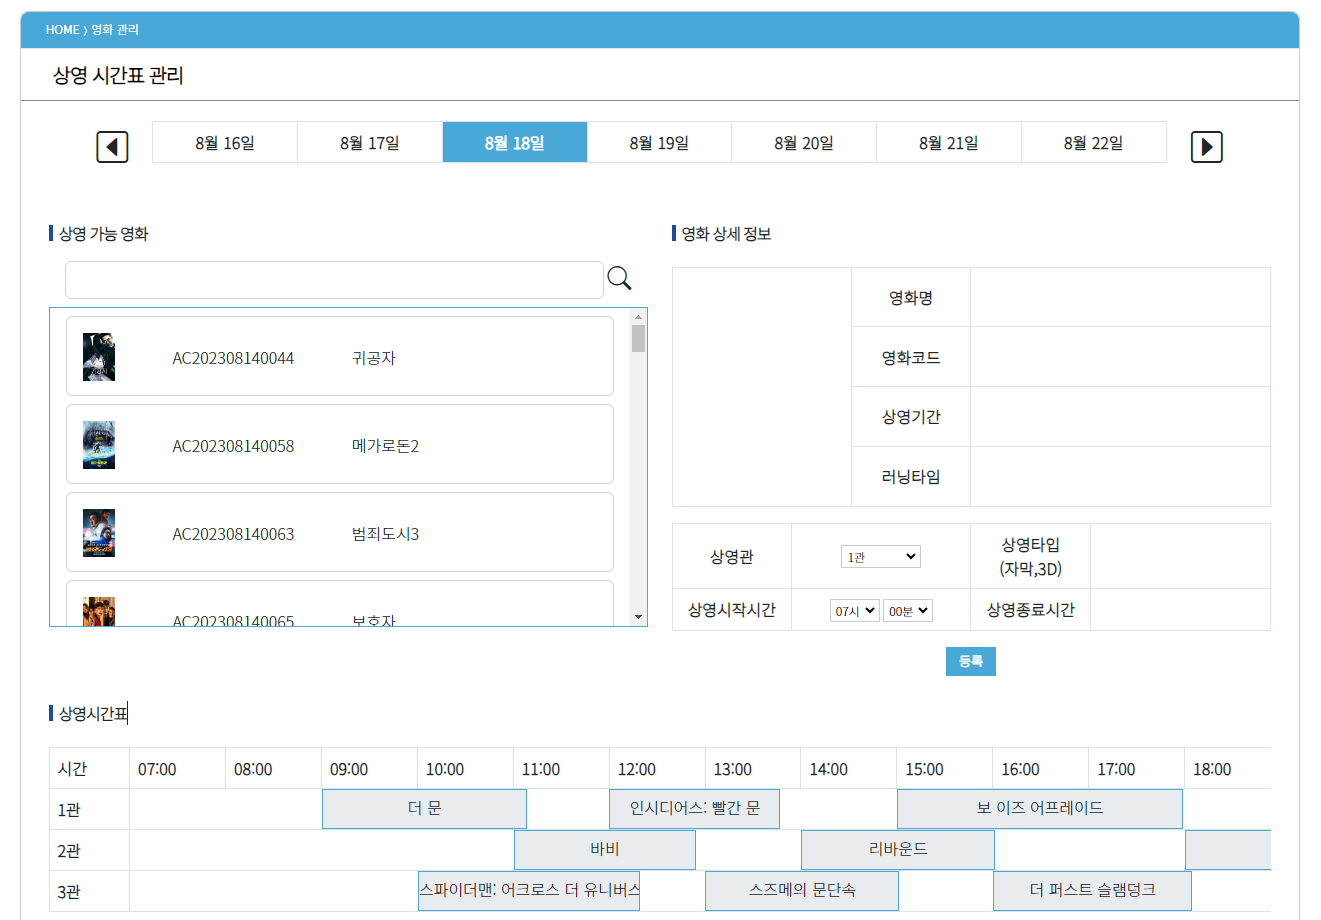 HOME 〉영화 관리
상영 시간표 관리
8월 16일 8월 17일 8월 18일 8월 19일 8월 20일 8월 21일 8월 22일
상영 가능 영화
AC202308140044 귀공자
AC202308140058 메가로돈2
AC202308140063 범죄도시3
AC202308140065 보호자
영화 상세 정보
영화명
영화코드
상영기간
러닝타임
상영관 1관 상영타입
(자막,3D)
상영시작시간 07시 00분 상영종료시간
등록
상영시간표
시간 07:00 08:00 09:00 10:00 11:00 12:00 13:00 14:00 15:00 16:00 17:00 18:00
1관 더 문 인시디어스: 빨간 문 보 이즈 어프레이드
2관 바비 리바운드
3관 스파이더맨: 어크로스 더 유니버스 스즈메의 문단속 더 퍼스트 슬램덩크